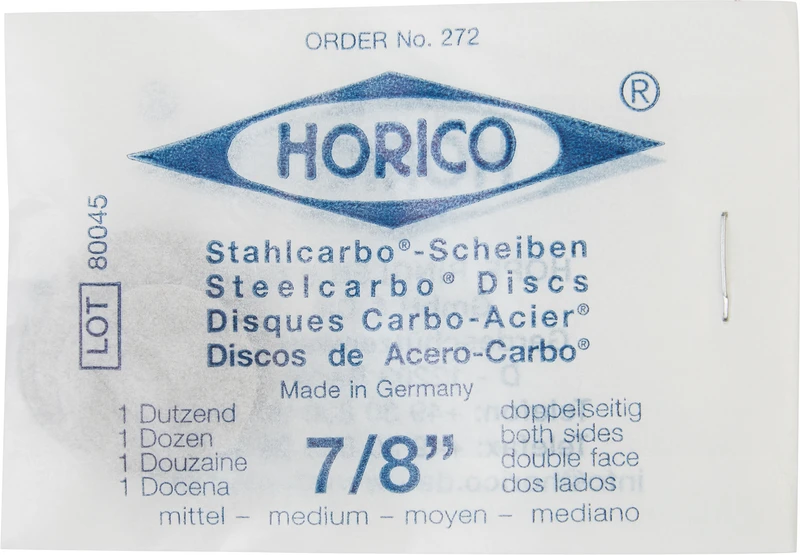 ORDER No. 272
HORICO
®
Stahlcarbo®-Scheiben
Steelcarbo® Discs
Disques Carbo-Acier®
Discos de Acero-Carbo®
Made in Germany
LOT 80045
1 Dutzend
1 Dozen
1 Douzaine
1 Docena
7/8”
doppelseitig
both sides
double face
dos lados
mittel – medium – moyen – mediano